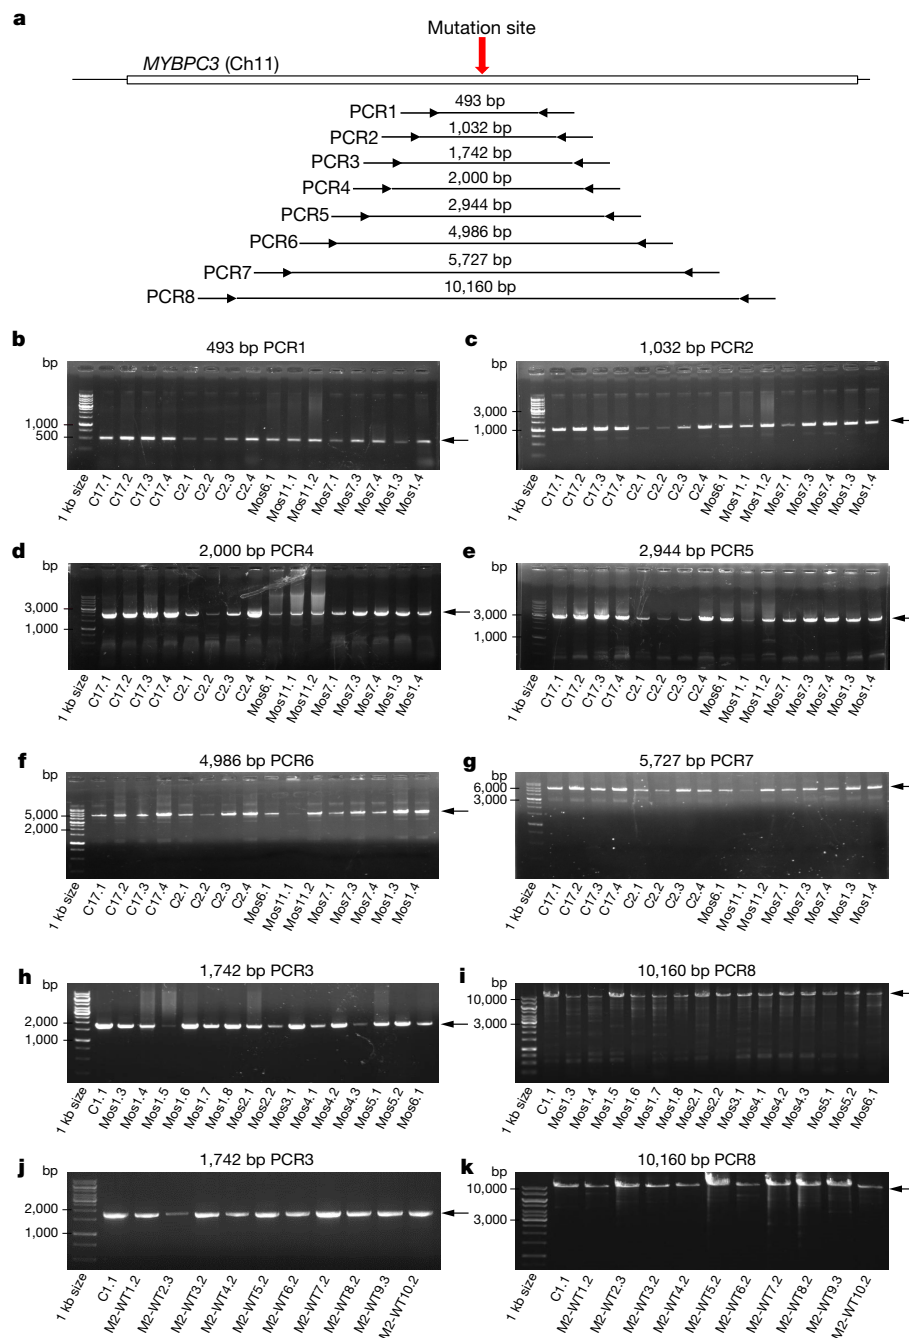 a
Mutation site
MYBPC3 (Ch11)
PCR1
493 bp
PCR2
1,032 bp
PCR3
1,742 bp
PCR4
2,000 bp
PCR5
2,944 bp
PCR6
4,986 bp
PCR7
5,727 bp
PCR8
10,160 bp
b
493 bp PCR1
bp
1,000
500
1 kb size C17.1 C17.2 C17.3 C17.4 C2.1 C2.2 C2.3 C2.4 Mos6.1 Mos11.1 Mos11.2 Mos7.1 Mos7.3 Mos7.4 Mos1.3 Mos1.4
c
1,032 bp PCR2
bp
3,000
1,000
1 kb size C17.1 C17.2 C17.3 C17.4 C2.1 C2.2 C2.3 C2.4 Mos6.1 Mos11.1 Mos11.2 Mos7.1 Mos7.3 Mos7.4 Mos1.3 Mos1.4
d
2,000 bp PCR4
bp
3,000
1,000
1 kb size C17.1 C17.2 C17.3 C17.4 C2.1 C2.2 C2.3 C2.4 Mos6.1 Mos11.1 Mos11.2 Mos7.1 Mos7.3 Mos7.4 Mos1.3 Mos1.4
e
2,944 bp PCR5
bp
3,000
1,000
1 kb size C17.1 C17.2 C17.3 C17.4 C2.1 C2.2 C2.3 C2.4 Mos6.1 Mos11.1 Mos11.2 Mos7.1 Mos7.3 Mos7.4 Mos1.3 Mos1.4
f
4,986 bp PCR6
bp
5,000
2,000
1 kb size C17.1 C17.2 C17.3 C17.4 C2.1 C2.2 C2.3 C2.4 Mos6.1 Mos11.1 Mos11.2 Mos7.1 Mos7.3 Mos7.4 Mos1.3 Mos1.4
g
5,727 bp PCR7
bp
6,000
3,000
1 kb size C17.1 C17.2 C17.3 C17.4 C2.1 C2.2 C2.3 C2.4 Mos6.1 Mos11.1 Mos11.2 Mos7.1 Mos7.3 Mos7.4 Mos1.3 Mos1.4
h
1,742 bp PCR3
bp
2,000
1,000
1 kb size C1.1 Mos1.3 Mos1.4 Mos1.5 Mos1.6 Mos1.7 Mos1.8 Mos2.1 Mos2.2 Mos3.1 Mos4.1 Mos4.2 Mos4.3 Mos5.1 Mos5.2 Mos6.1
i
10,160 bp PCR8
bp
10,000
3,000
1 kb size C1.1 Mos1.3 Mos1.4 Mos1.5 Mos1.6 Mos1.7 Mos1.8 Mos2.1 Mos2.2 Mos3.1 Mos4.1 Mos4.2 Mos4.3 Mos5.1 Mos5.2 Mos6.1
j
1,742 bp PCR3
bp
2,000
1,000
1 kb size C1.1 M2-WT1.2 M2-WT2.3 M2-WT3.2 M2-WT4.2 M2-WT5.2 M2-WT6.2 M2-WT7.2 M2-WT8.2 M2-WT9.3 M2-WT10.2
k
10,160 bp PCR8
bp
10,000
3,000
1 kb size C1.1 M2-WT1.2 M2-WT2.3 M2-WT3.2 M2-WT4.2 M2-WT5.2 M2-WT6.2 M2-WT7.2 M2-WT8.2 M2-WT9.3 M2-WT10.2